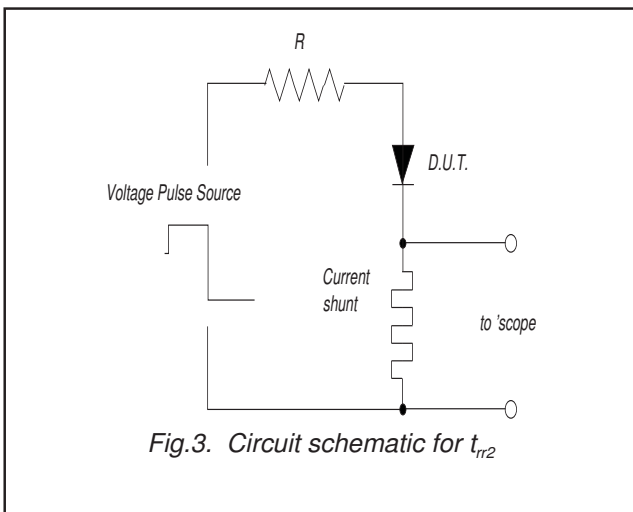 R
D.U.T.
Voltage Pulse Source
Current
shunt
to 'scope
Fig.3. Circuit schematic for trr2